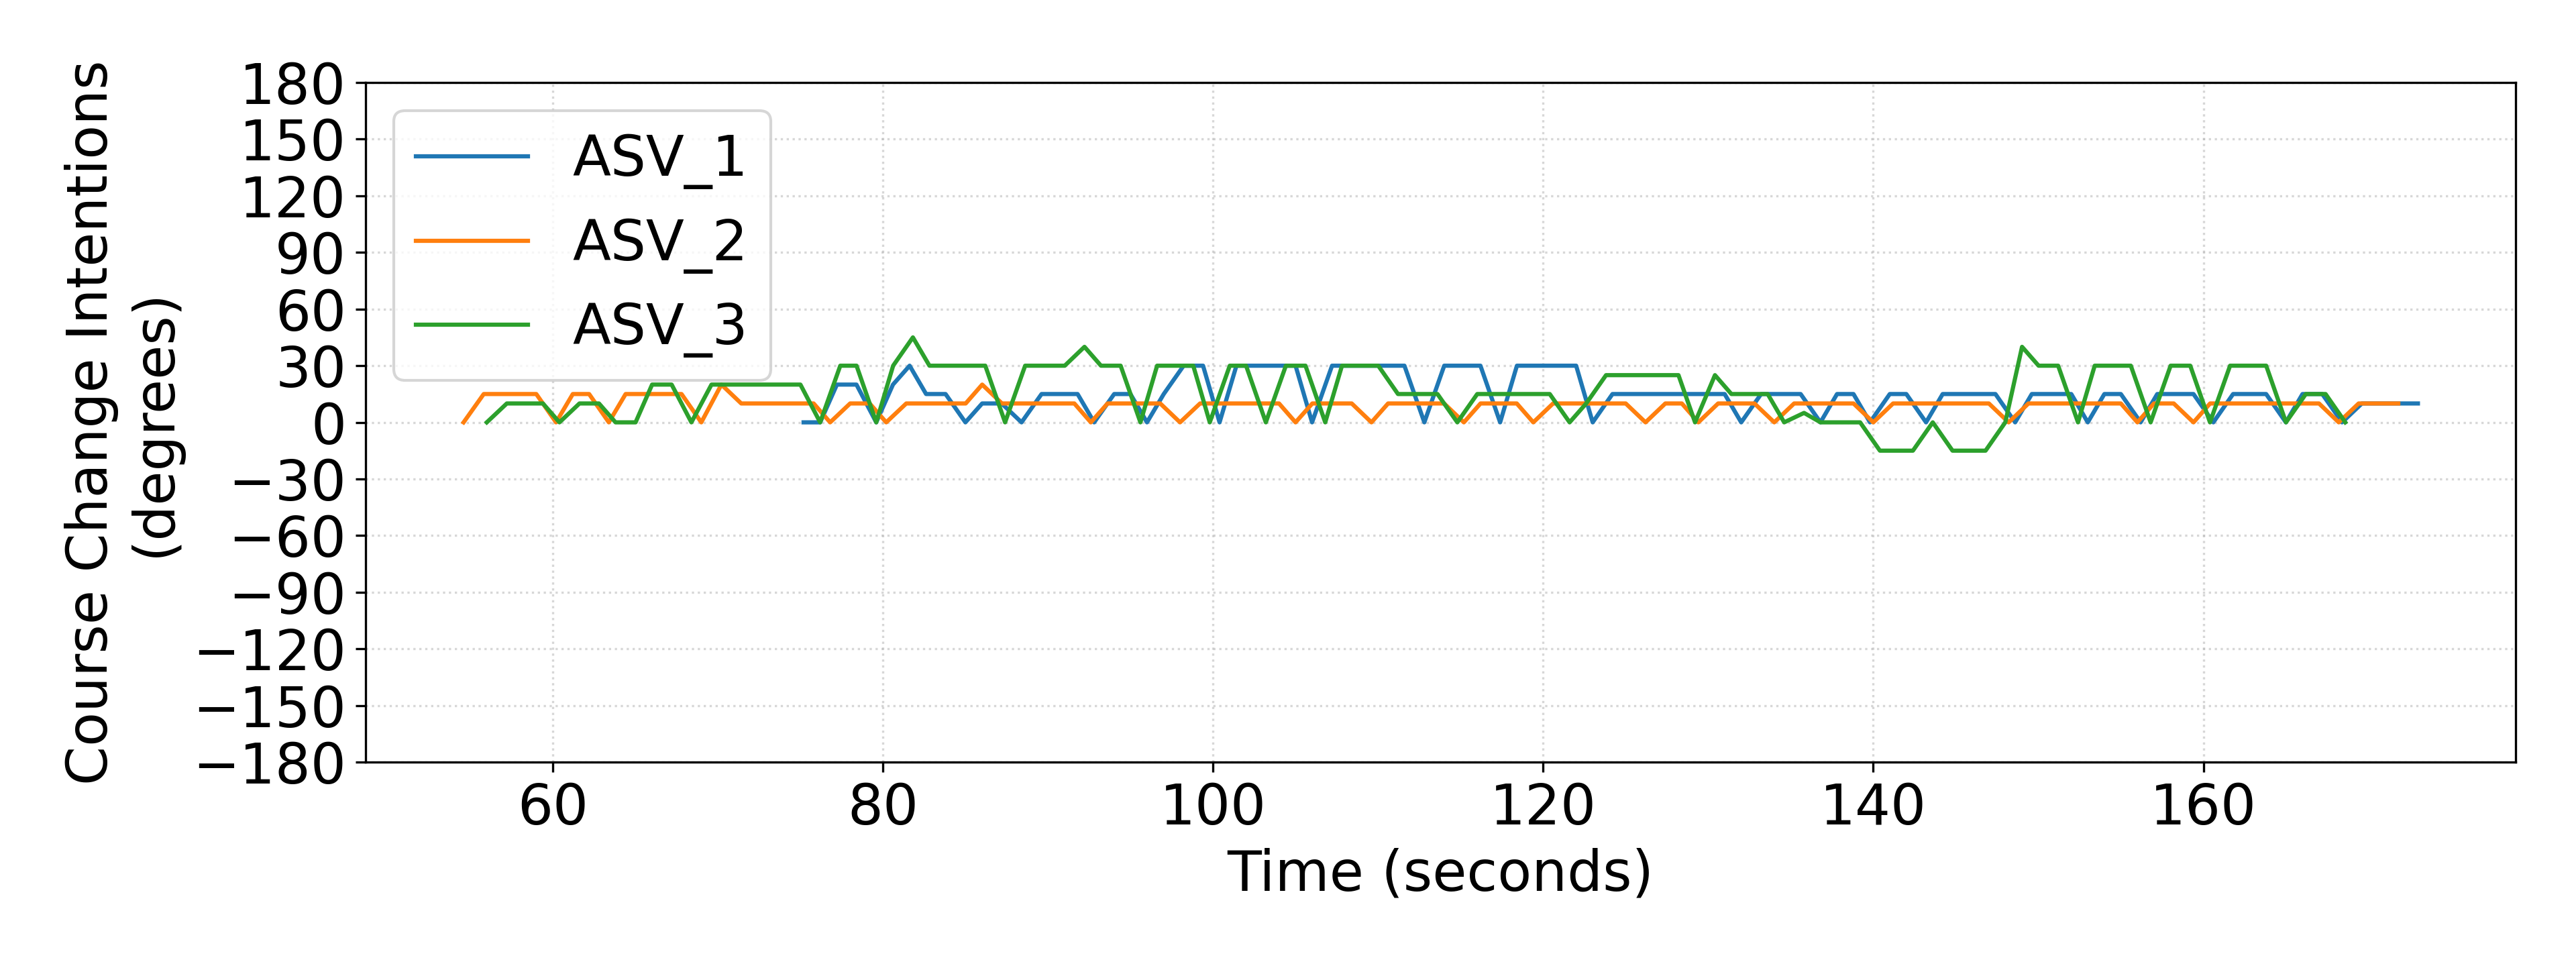 Course Change Intentions
(degrees)
180
150
120
90
60
30
0
−30
−60
−90
−120
−150
−180
ASV_1
ASV_2
ASV_3
60 80 100 120 140 160
Time (seconds)